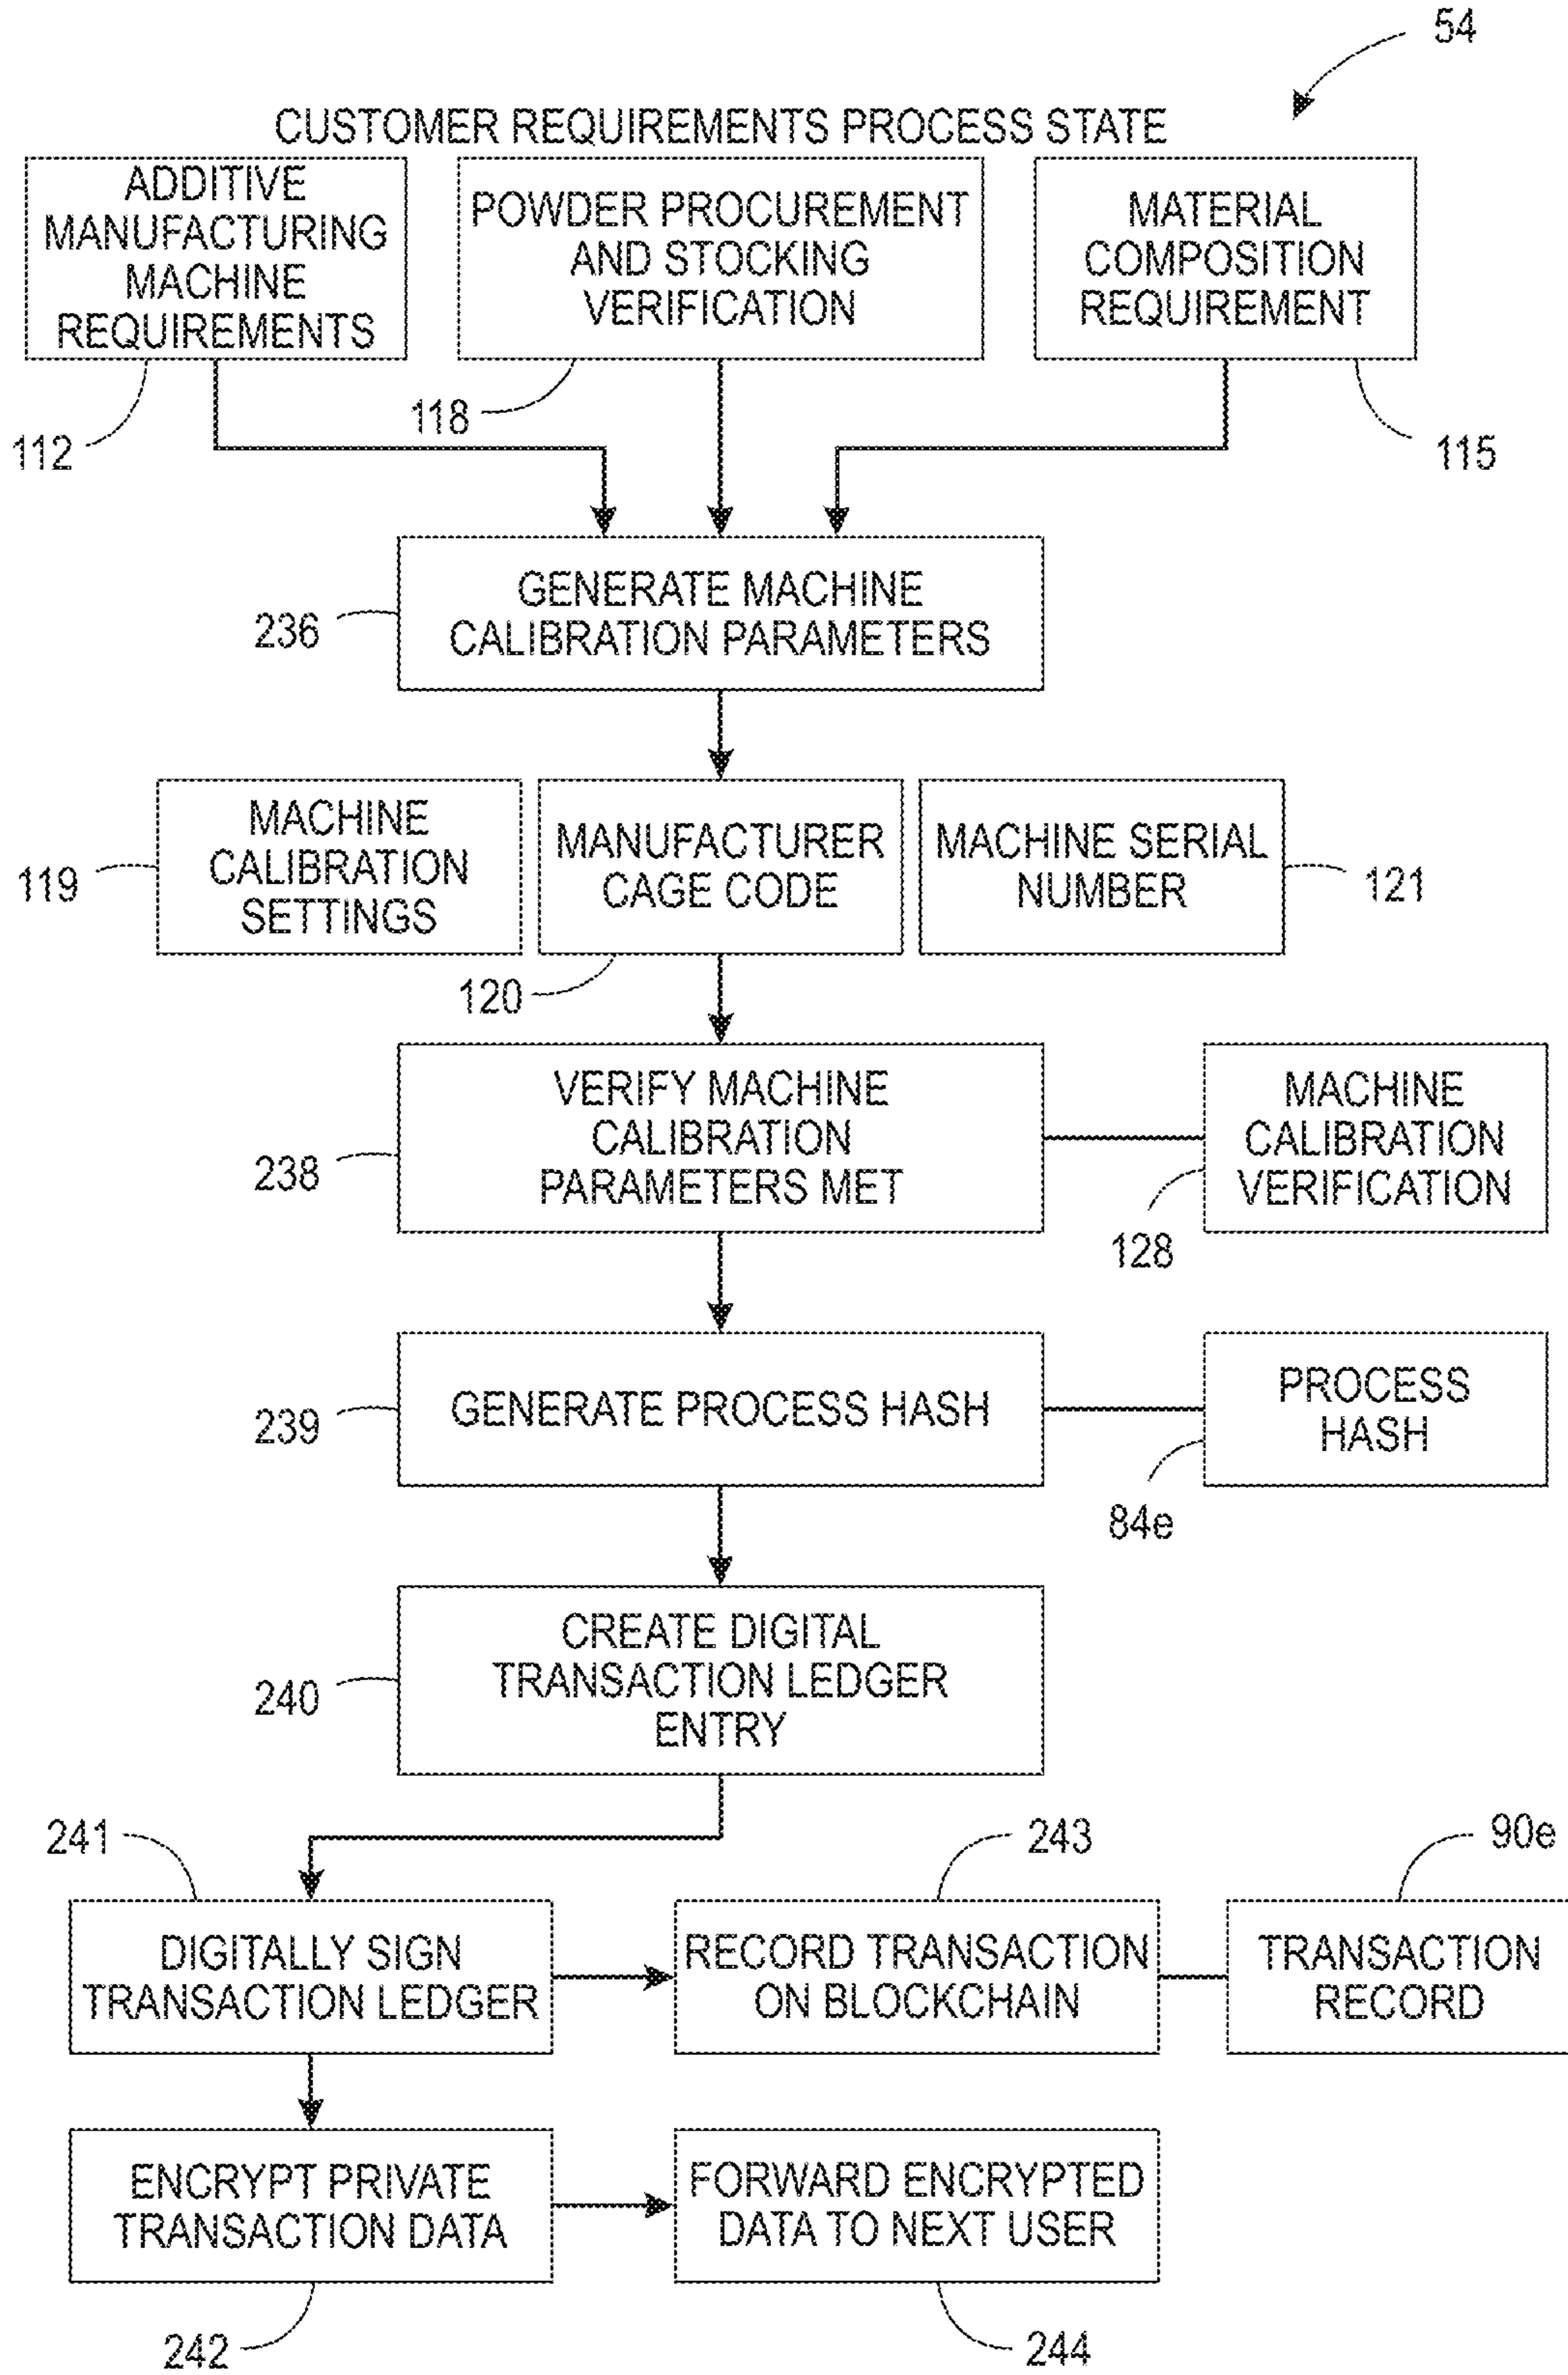 54
CUSTOMER REQUIREMENTS PROCESS STATE
ADDITIVE
MANUFACTURING
MACHINE
REQUIREMENTS
POWDER PROCUREMENT
AND STOCKING
VERIFICATION
MATERIAL
COMPOSITION
REQUIREMENT
112
118
115
GENERATE MACHINE
CALIBRATION PARAMETERS
236
MACHINE
CALIBRATION
SETTINGS
MANUFACTURER
CAGE CODE
MACHINE SERIAL
NUMBER
119
121
120
VERIFY MACHINE
CALIBRATION
PARAMETERS MET
238
MACHINE
CALIBRATION
VERIFICATION
128
GENERATE PROCESS HASH
239
PROCESS
HASH
84e
CREATE DIGITAL
TRANSACTION LEDGER
ENTRY
240
241
243
90e
DIGITALLY SIGN
TRANSACTION LEDGER
RECORD TRANSACTION
ON BLOCKCHAIN
TRANSACTION
RECORD
ENCRYPT PRIVATE
TRANSACTION DATA
FORWARD ENCRYPTED
DATA TO NEXT USER
242
244